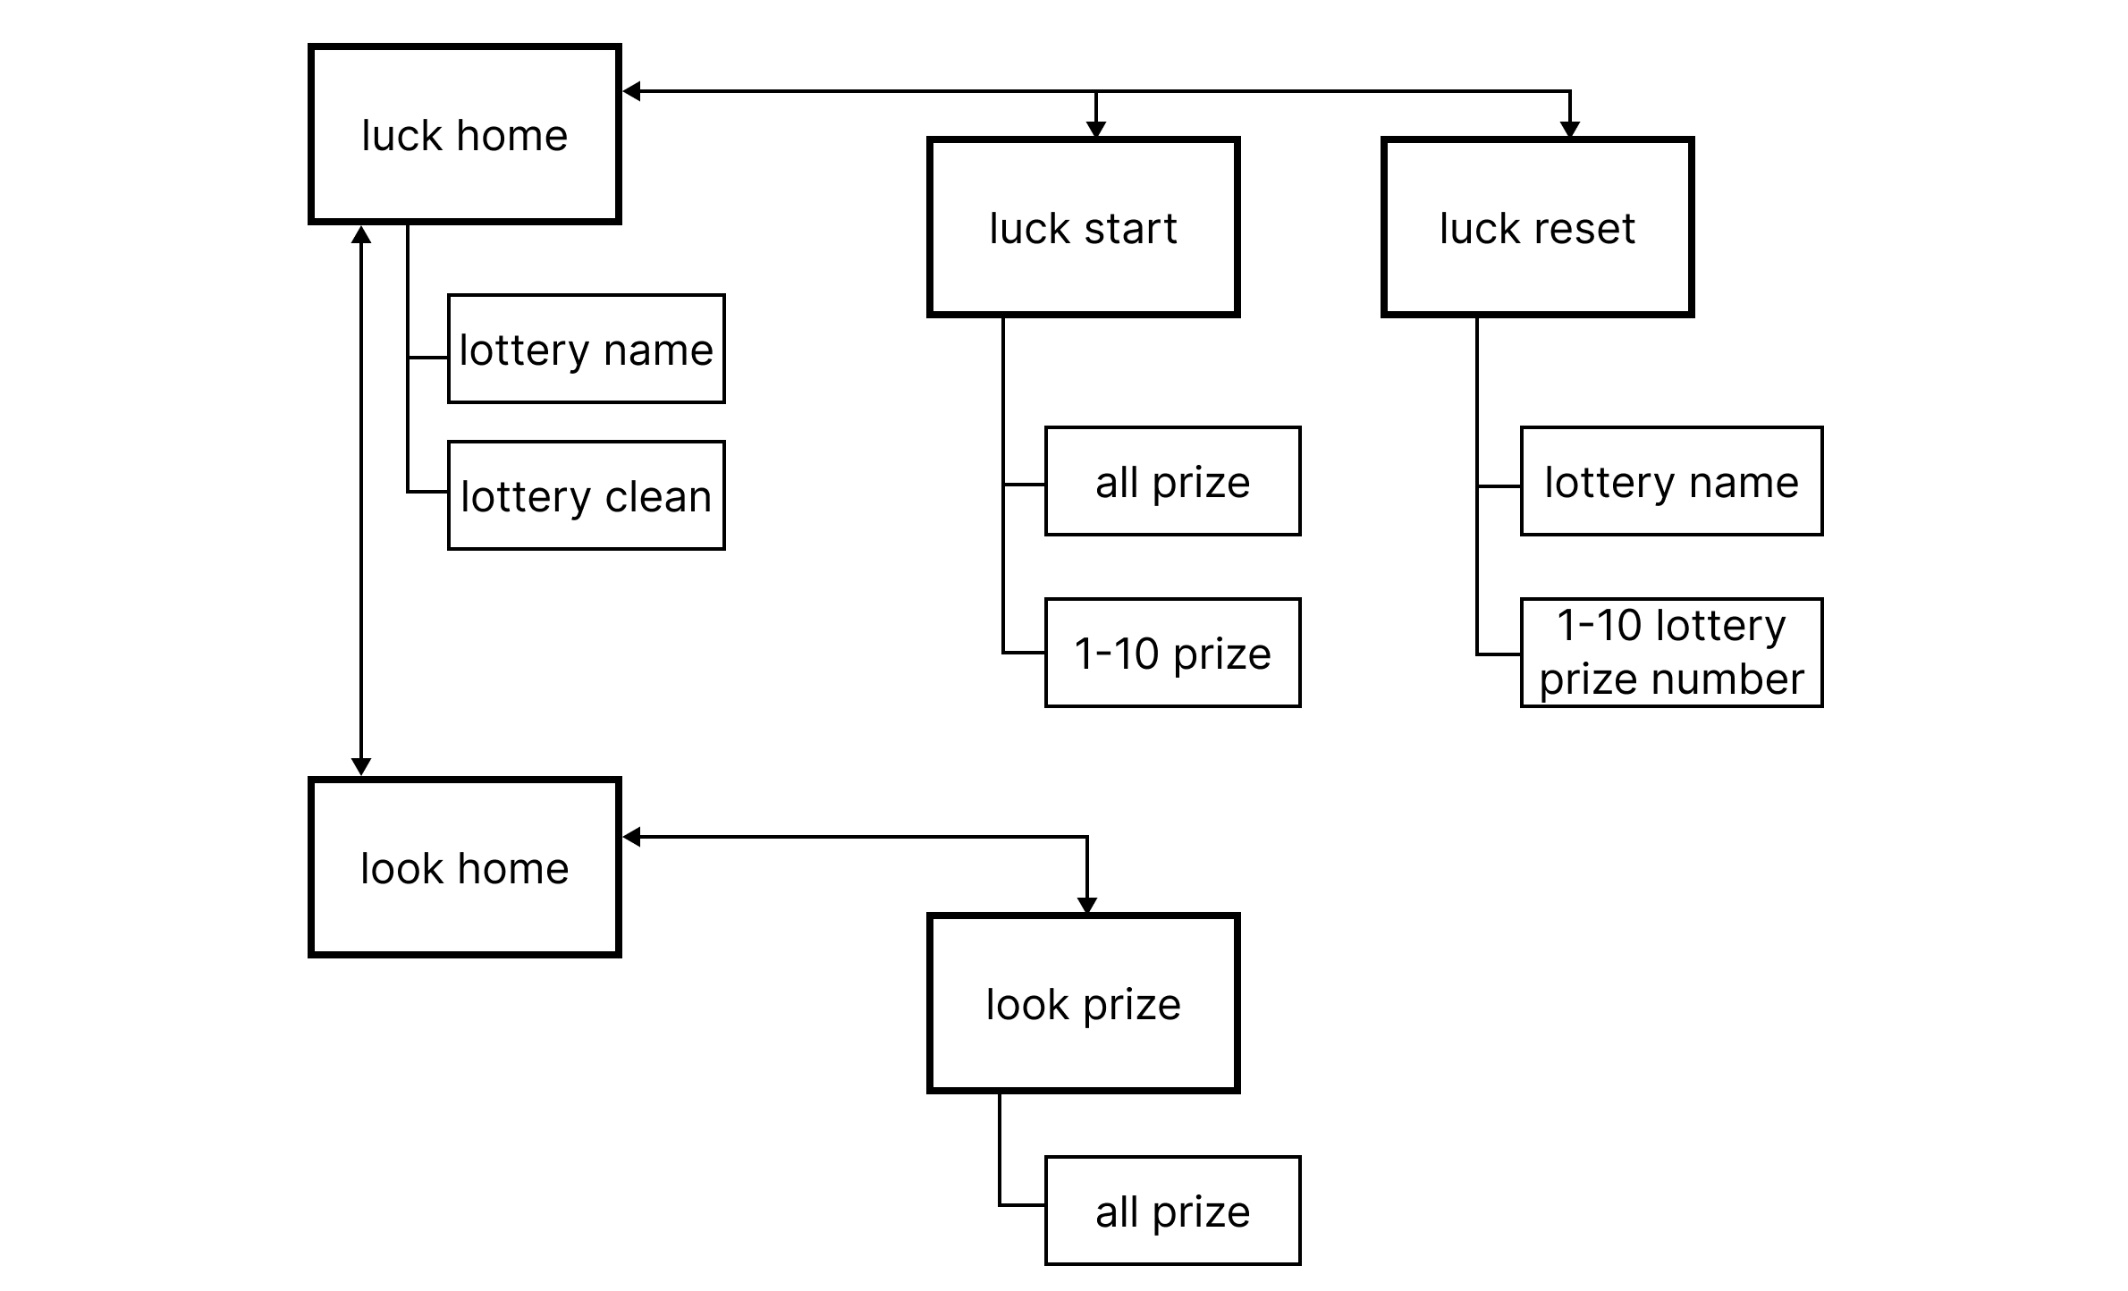 luck home
luck start
luck reset
lottery name
lottery clean
all prize
lottery name
1-10 prize
1-10 lottery
prize number
look home
look prize
all prize